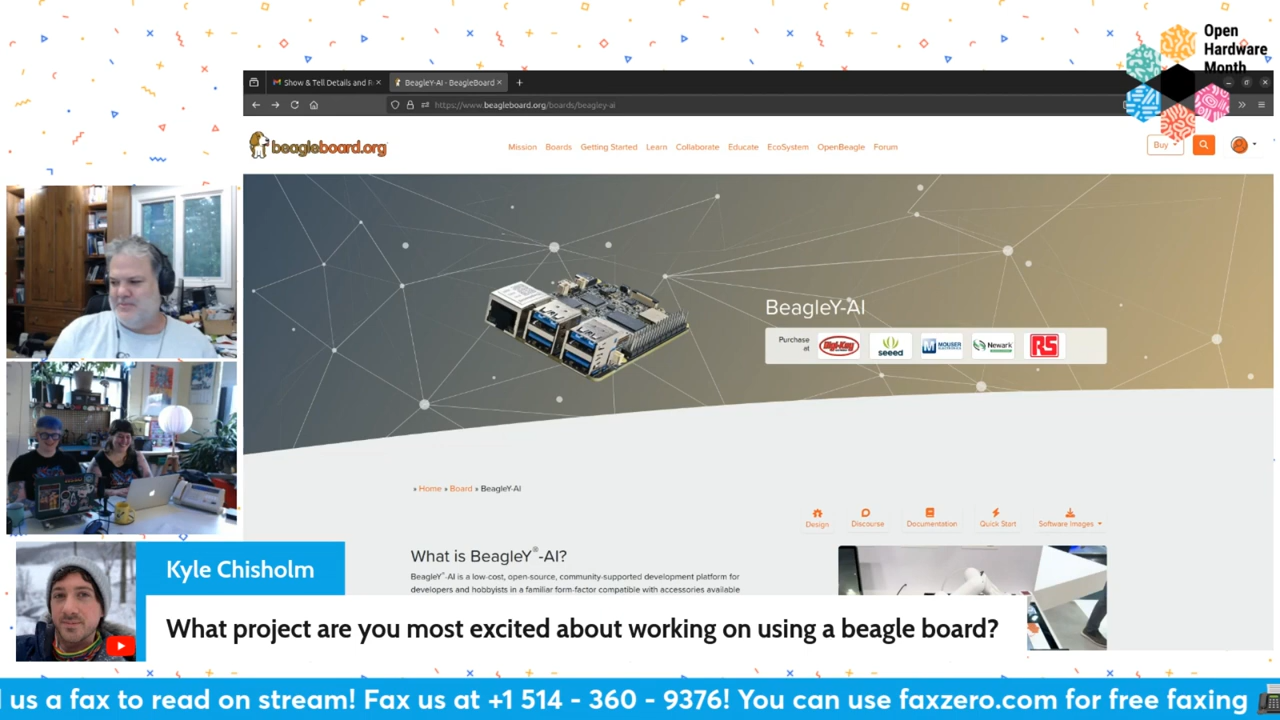 Open
Hardware
Month
Show & Tell Details and R
BeagleY-AI - BeagleBoard
https://www.beagleboard.org/boards/beagley-ai
beagleboard.org
Mission Boards Getting Started Learn Collaborate Educate EcoSystem OpenBeagle Forum
Buy
BeagleY-AI
Purchase
at
Digi-Key
seeed
MOUSER
ELECTRONICS
Newark
RS
» Home » Board » BeagleY-AI
Design Discourse Documentation Quick Start Software Images
What is BeagleY®-AI?
BeagleY®-AI is a low-cost, open-source, community-supported development platform for
developers and hobbyists in a familiar form-factor compatible with accessories available
Kyle Chisholm
What project are you most excited about working on using a beagle board?
us a fax to read on stream! Fax us at +1 514 - 360 - 9376! You can use faxzero.com for free faxing